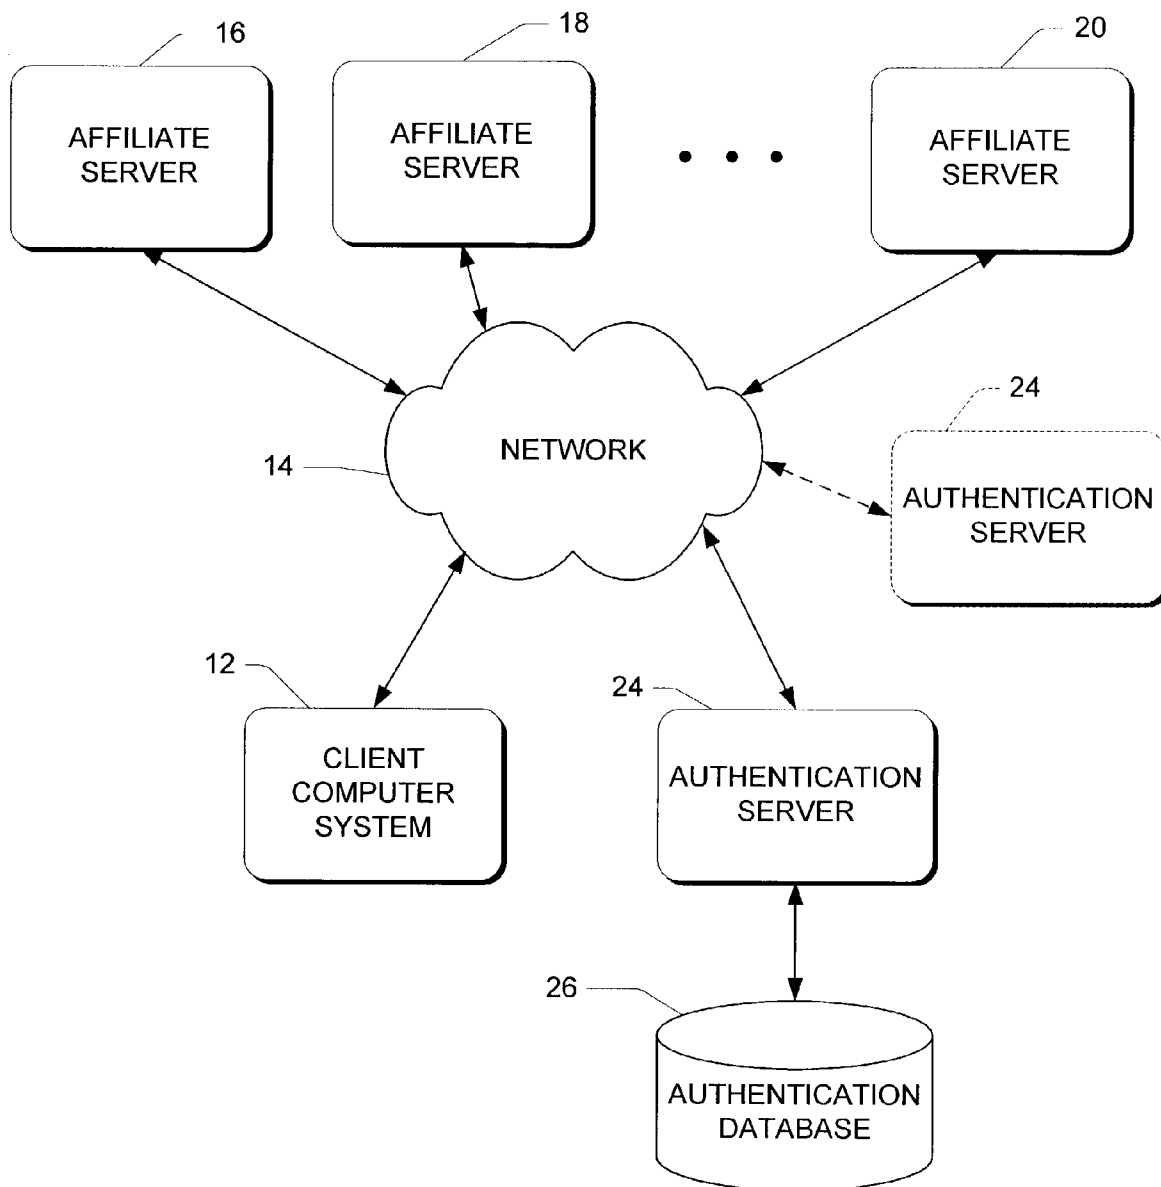 16
18
20
AFFILIATE
SERVER
AFFILIATE
SERVER
AFFILIATE
SERVER
24
14
NETWORK
AUTHENTICATION
SERVER
12
24
CLIENT
COMPUTER
SYSTEM
AUTHENTICATION
SERVER
26
AUTHENTICATION
DATABASE